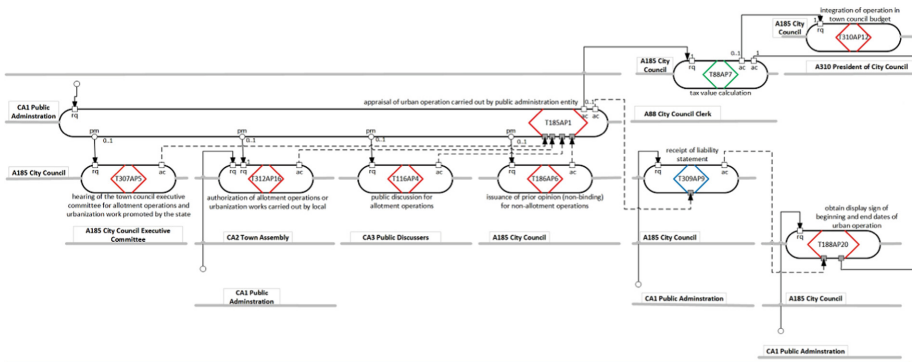 integration of operation in
town council budget
A185 City
Council
1
rq
T310AP12
A310 President of City Council
A185 City
Council
1
rq
0..1
ac
1
ac
T88AP7
tax value calculation
A88 City Council Clerk
CA1 Public
Adminstration
rq
appraisal of urban operation carried out by public administration entity
T185AP1
ac
0..1
ac
pm
0..1
pm
0..1
pm
0..1
pm
0..1
A185 City Council
rq
T307AP5
ac
hearing of the town council executive
committee for allotment operations and
urbanization work promoted by the state
A185 City Council Executive
Committee
rq
1
rq
T312AP16
ac
authorization of allotment operations or
urbanization works carried out by local
CA2 Town Assembly
CA1 Public
Adminstration
rq
T116AP4
ac
public discussion for
allotment operations
CA3 Public Discussers
rq
T186AP6
ac
issuance of prior opinion (non-binding)
for non-allotment operations
A185 City Council
receipt of liability
statement
rq
T309AP9
ac
A185 City Council
CA1 Public Adminstration
obtain display sign of
beginning and end dates of
urban operation
rq
T188AP20
A185 City Council
CA1 Public Adminstration